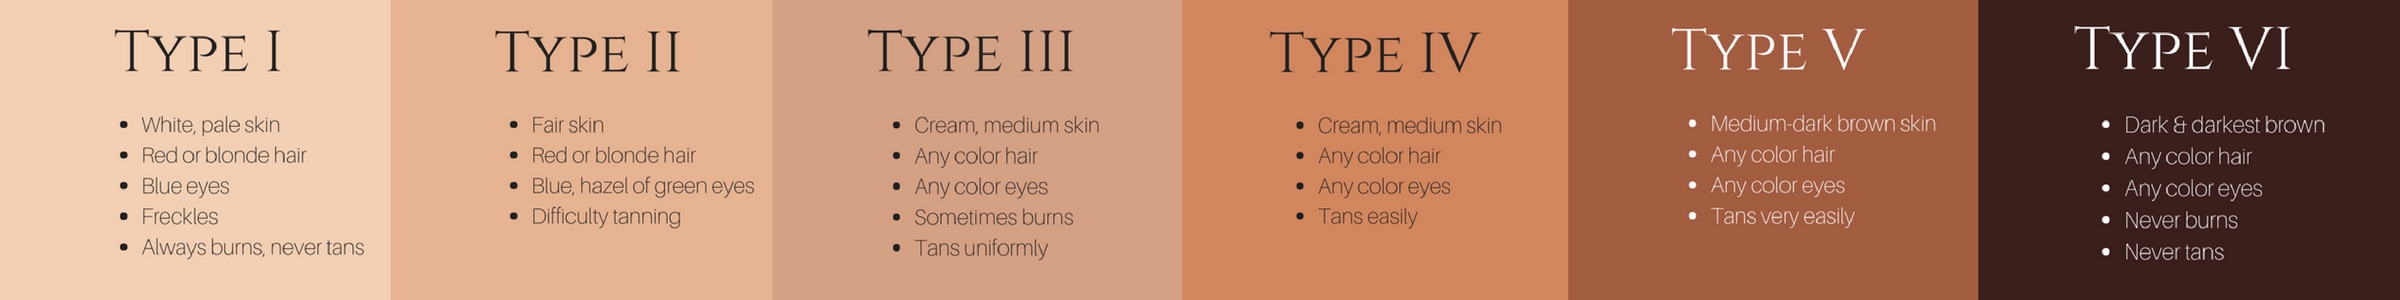 Type I
White, pale skin
Red or blonde hair
Blue eyes
Freckles
Always burns, never tans
Type II
Fair skin
Red or blonde hair
Blue, hazel of green eyes
Difficulty tanning
Type III
Cream, medium skin
Any color hair
Any color eyes
Sometimes burns
Tans uniformly
Type IV
Cream, medium skin
Any color hair
Any color eyes
Tans easily
Type V
Medium-dark brown skin
Any color hair
Any color eyes
Tans very easily
Type VI
Dark & darkest brown
Any color hair
Any color eyes
Never burns
Never tans